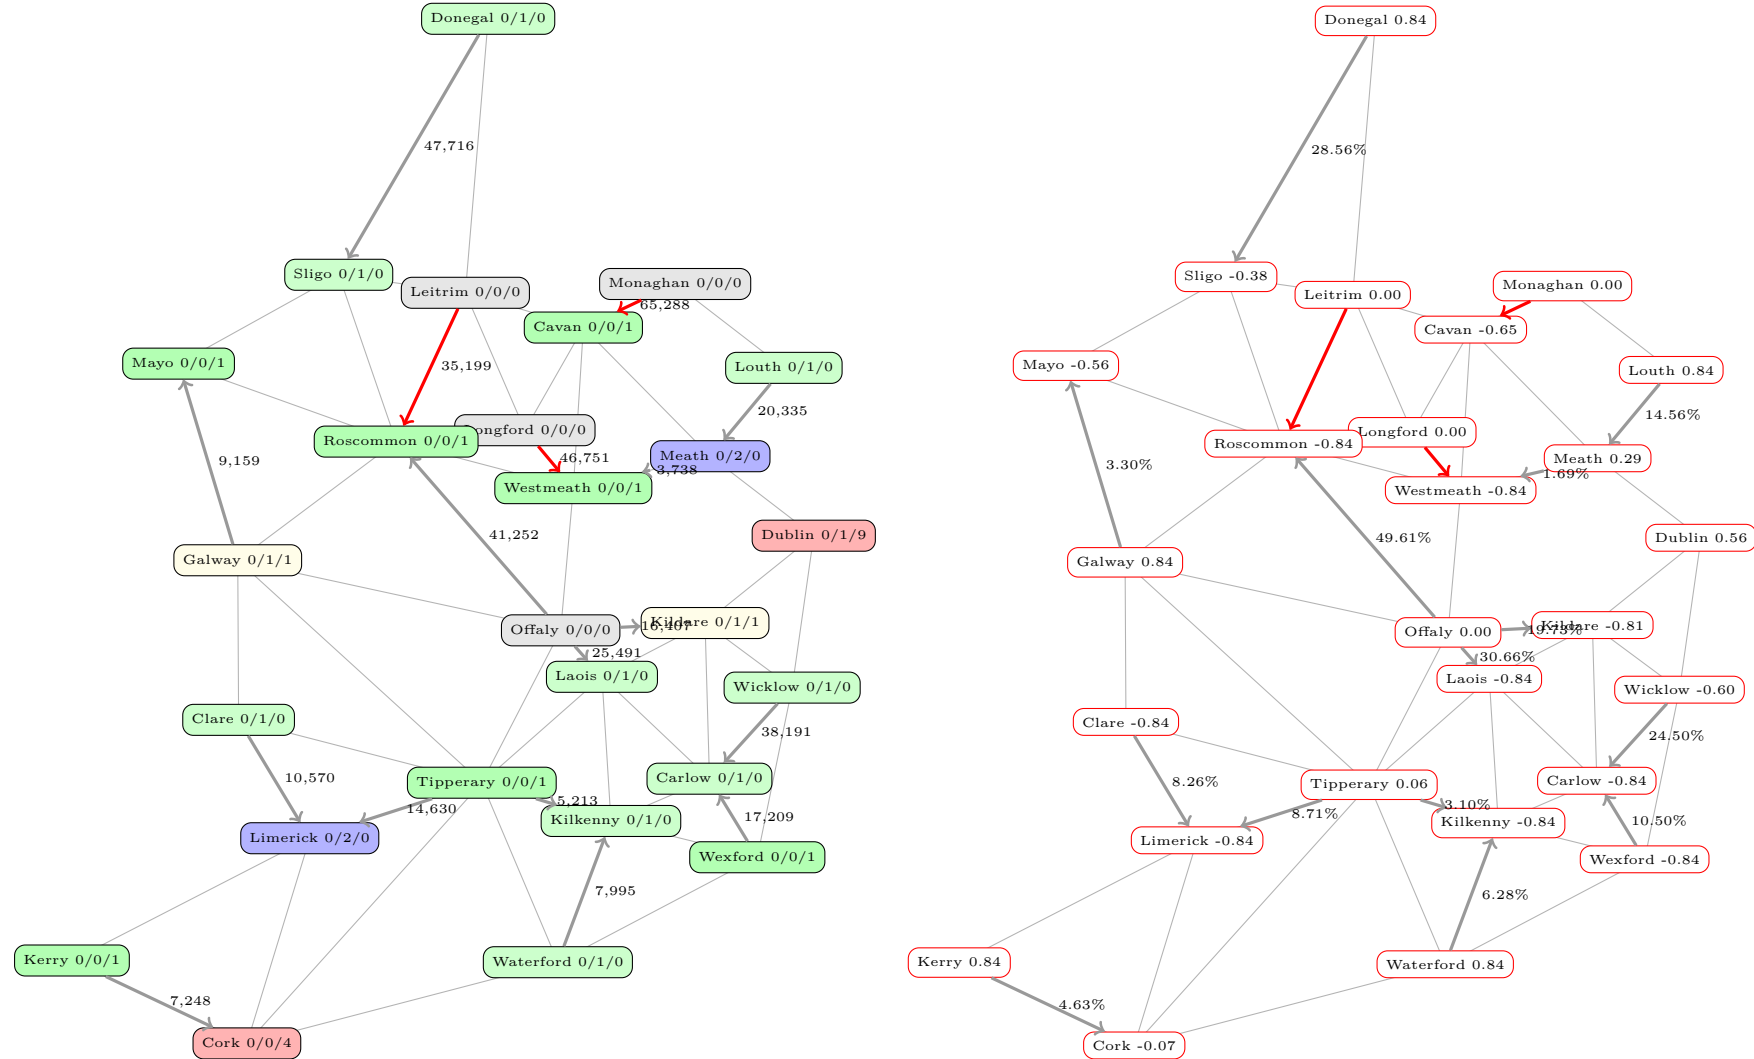 Donegal 0/1/0
47,716
Sligo 0/1/0
Leitrim 0/0/0
Monaghan 0/0/0
65,288
Cavan 0/0/1
Mayo 0/0/1
35,199
Louth 0/1/0
20,335
Roscommon 0/0/1
Longford 0/0/0
9,159
46,751
Meath 0/2/0
3,738
Westmeath 0/0/1
41,252
Dublin 0/1/9
Galway 0/1/1
Offaly 0/0/0
16,407
Kildare 0/1/1
25,491
Laois 0/1/0
Wicklow 0/1/0
Clare 0/1/0
38,191
10,570
Tipperary 0/0/1
Carlow 0/1/0
14,630
5,213
Limerick 0/2/0
Kilkenny 0/1/0
17,209
Wexford 0/0/1
7,995
Kerry 0/0/1
Waterford 0/1/0
7,248
Cork 0/0/4
Donegal 0.84
28.56%
Sligo -0.38
Leitrim 0.00
Monaghan 0.00
Cavan -0.65
Mayo -0.56
Louth 0.84
14.56%
Roscommon -0.84
Longford 0.00
3.30%
Meath 0.29
1.69%
Westmeath -0.84
49.61%
Dublin 0.56
Galway 0.84
Offaly 0.00
19.73%
Kildare -0.81
30.66%
Laois -0.84
Wicklow -0.60
Clare -0.84
24.50%
8.26%
Tipperary 0.06
Carlow -0.84
8.71%
3.10%
Limerick -0.84
Kilkenny -0.84
10.50%
Wexford -0.84
6.28%
Kerry 0.84
Waterford 0.84
4.63%
Cork -0.07